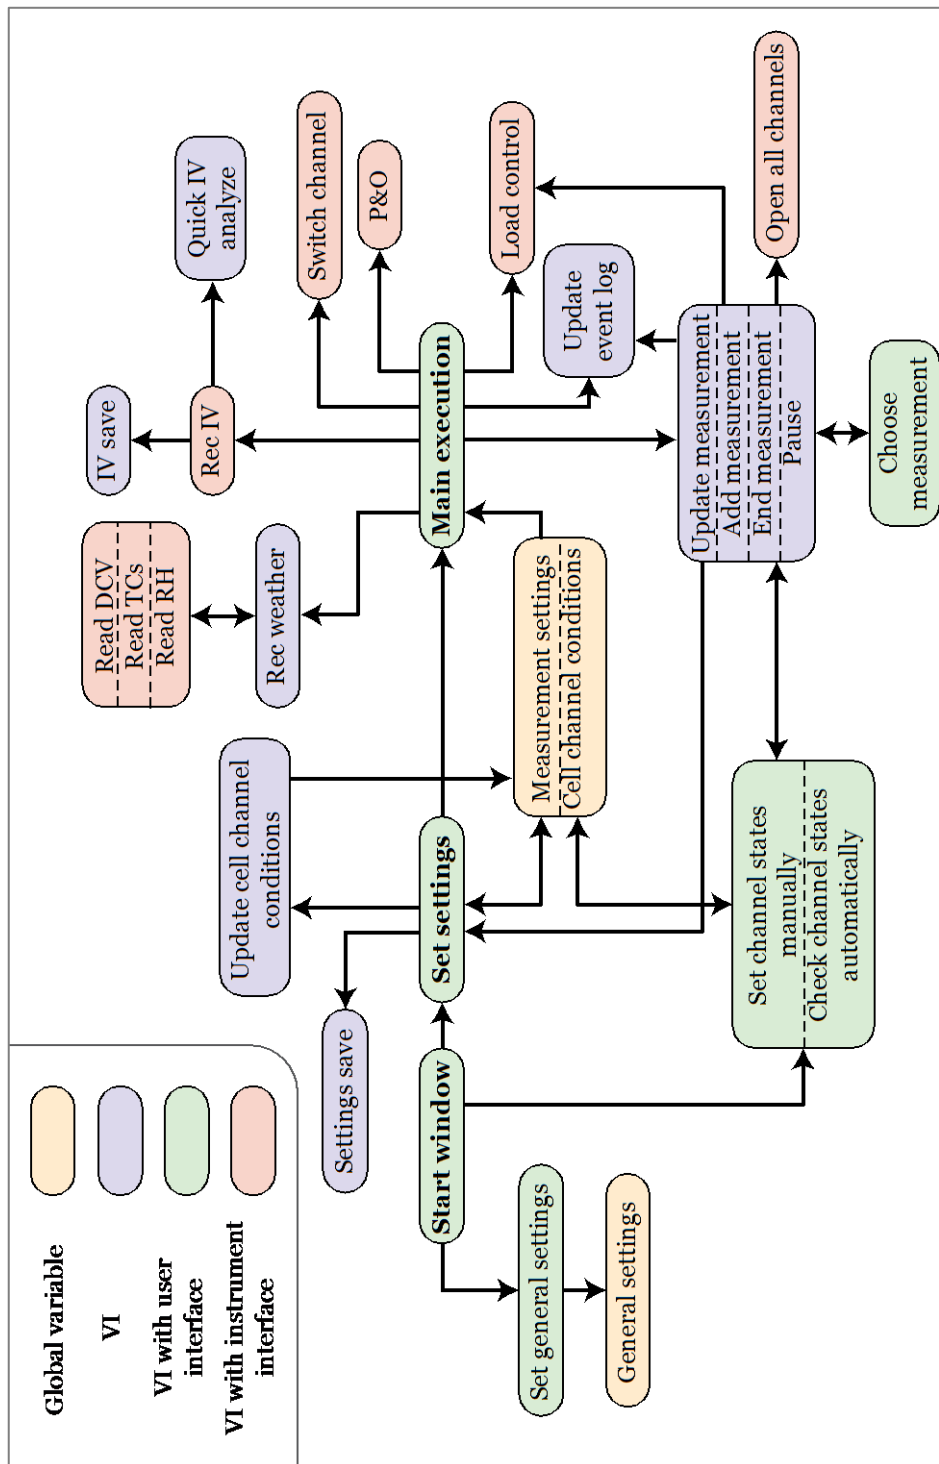 Global variable
VI
VI with user
interface
VI with instrument
interface
Settings save
Update cell channel
conditions
Read DCV
Read TCs
Read RH
Rec weather
IV save
Rec IV
Quick IV
analyze
Switch channel
P&O
Start window
Set settings
Main execution
Load control
Set general settings
General settings
Measurement settings
Cell channel conditions
Update
event log
Set channel states
manually
Check channel states
automatically
Update measurement
Add measurement
End measurement
Pause
Open all channels
Choose
measurement